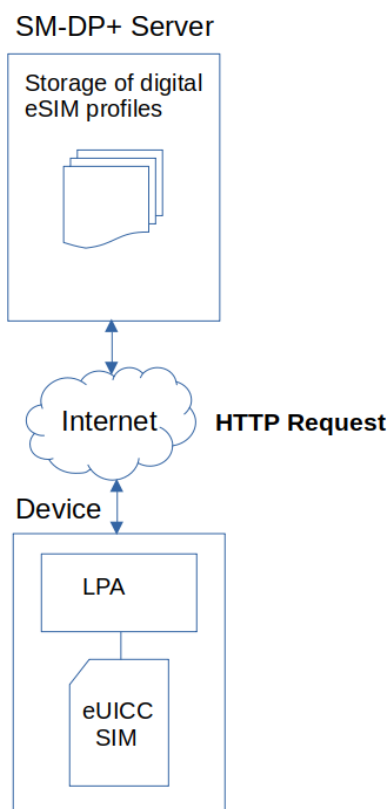 SM-DP+ Server
Storage of digital
eSIM profiles
Internet
HTTP Request
Device
LPA
eUICC
SIM